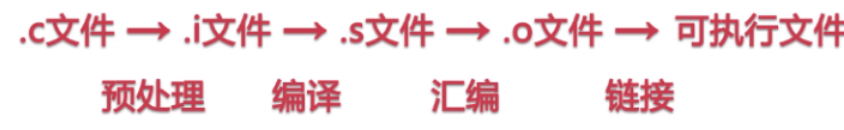 .c文件 → .i文件 → .s文件 → .o文件 → 可执行文件
预处理 编译 汇编 链接